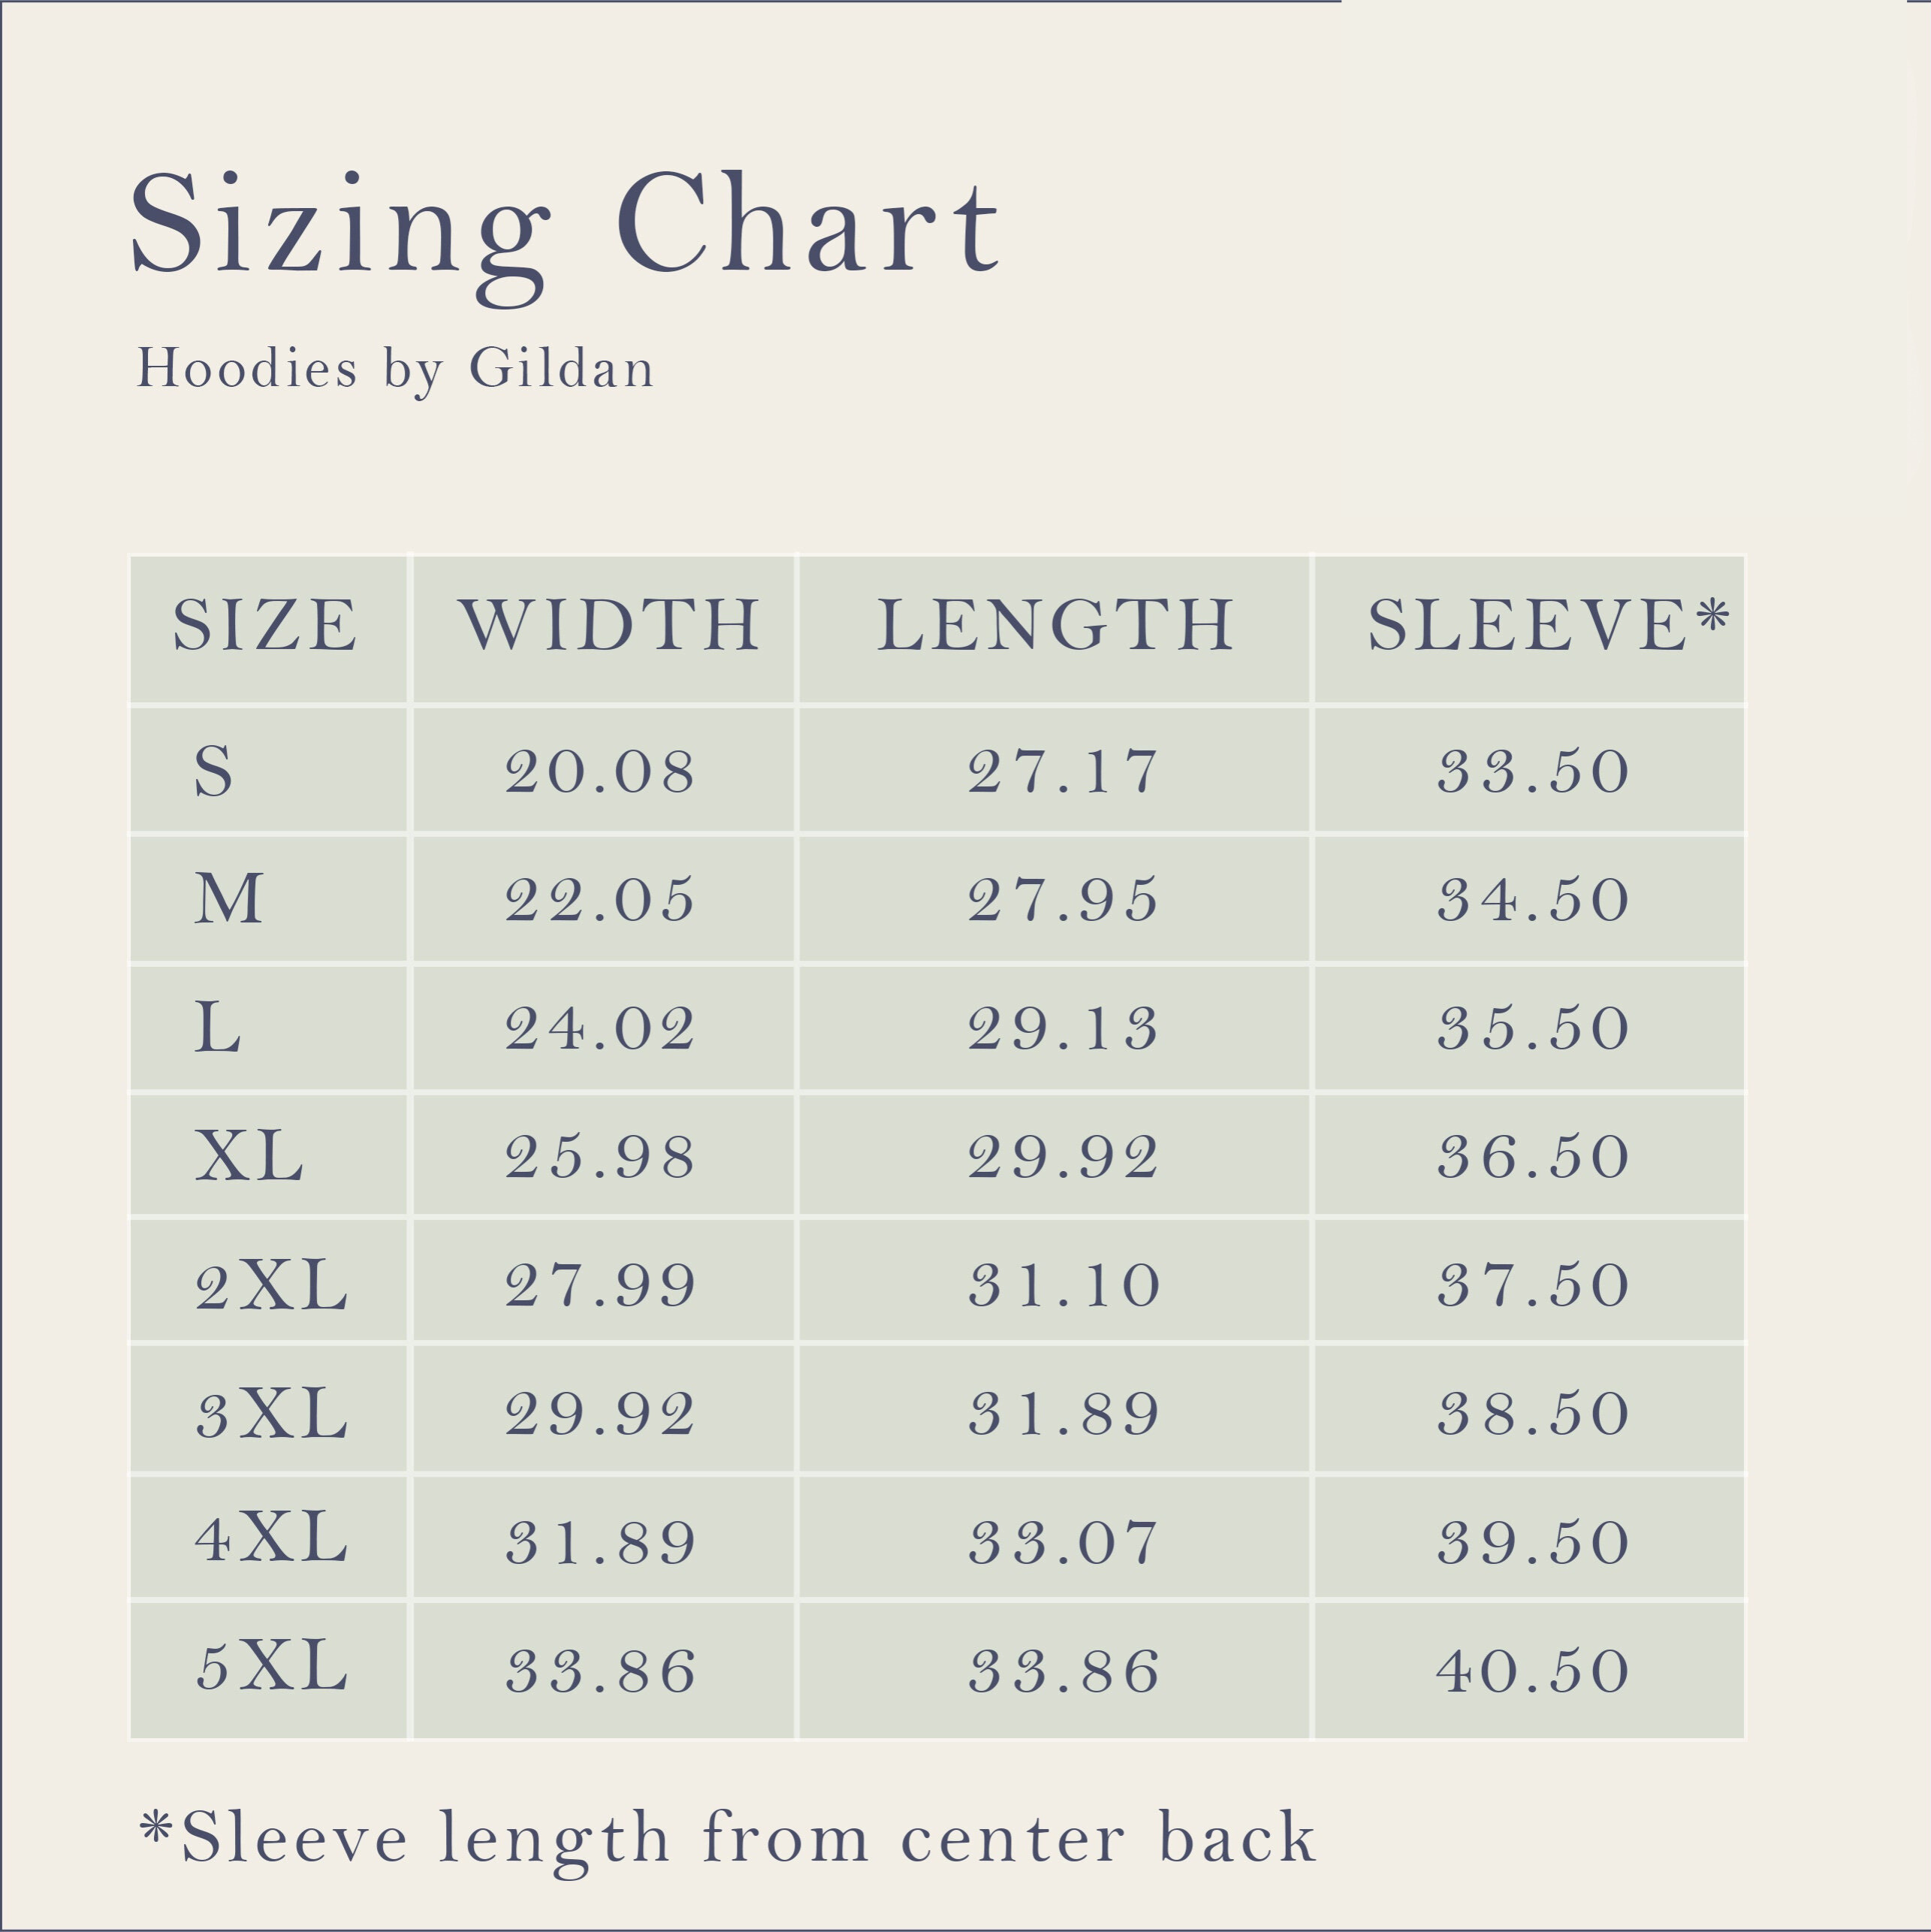 Sizing Chart
Hoodies by Gildan
SIZE WIDTH LENGTH SLEEVE*
S 20.08 27.17 33.50
M 22.05 27.95 34.50
L 24.02 29.13 35.50
XL 25.98 29.92 36.50
2XL 27.99 31.10 37.50
3XL 29.92 31.89 38.50
4XL 31.89 33.07 39.50
5XL 33.86 33.86 40.50
*Sleeve length from center back